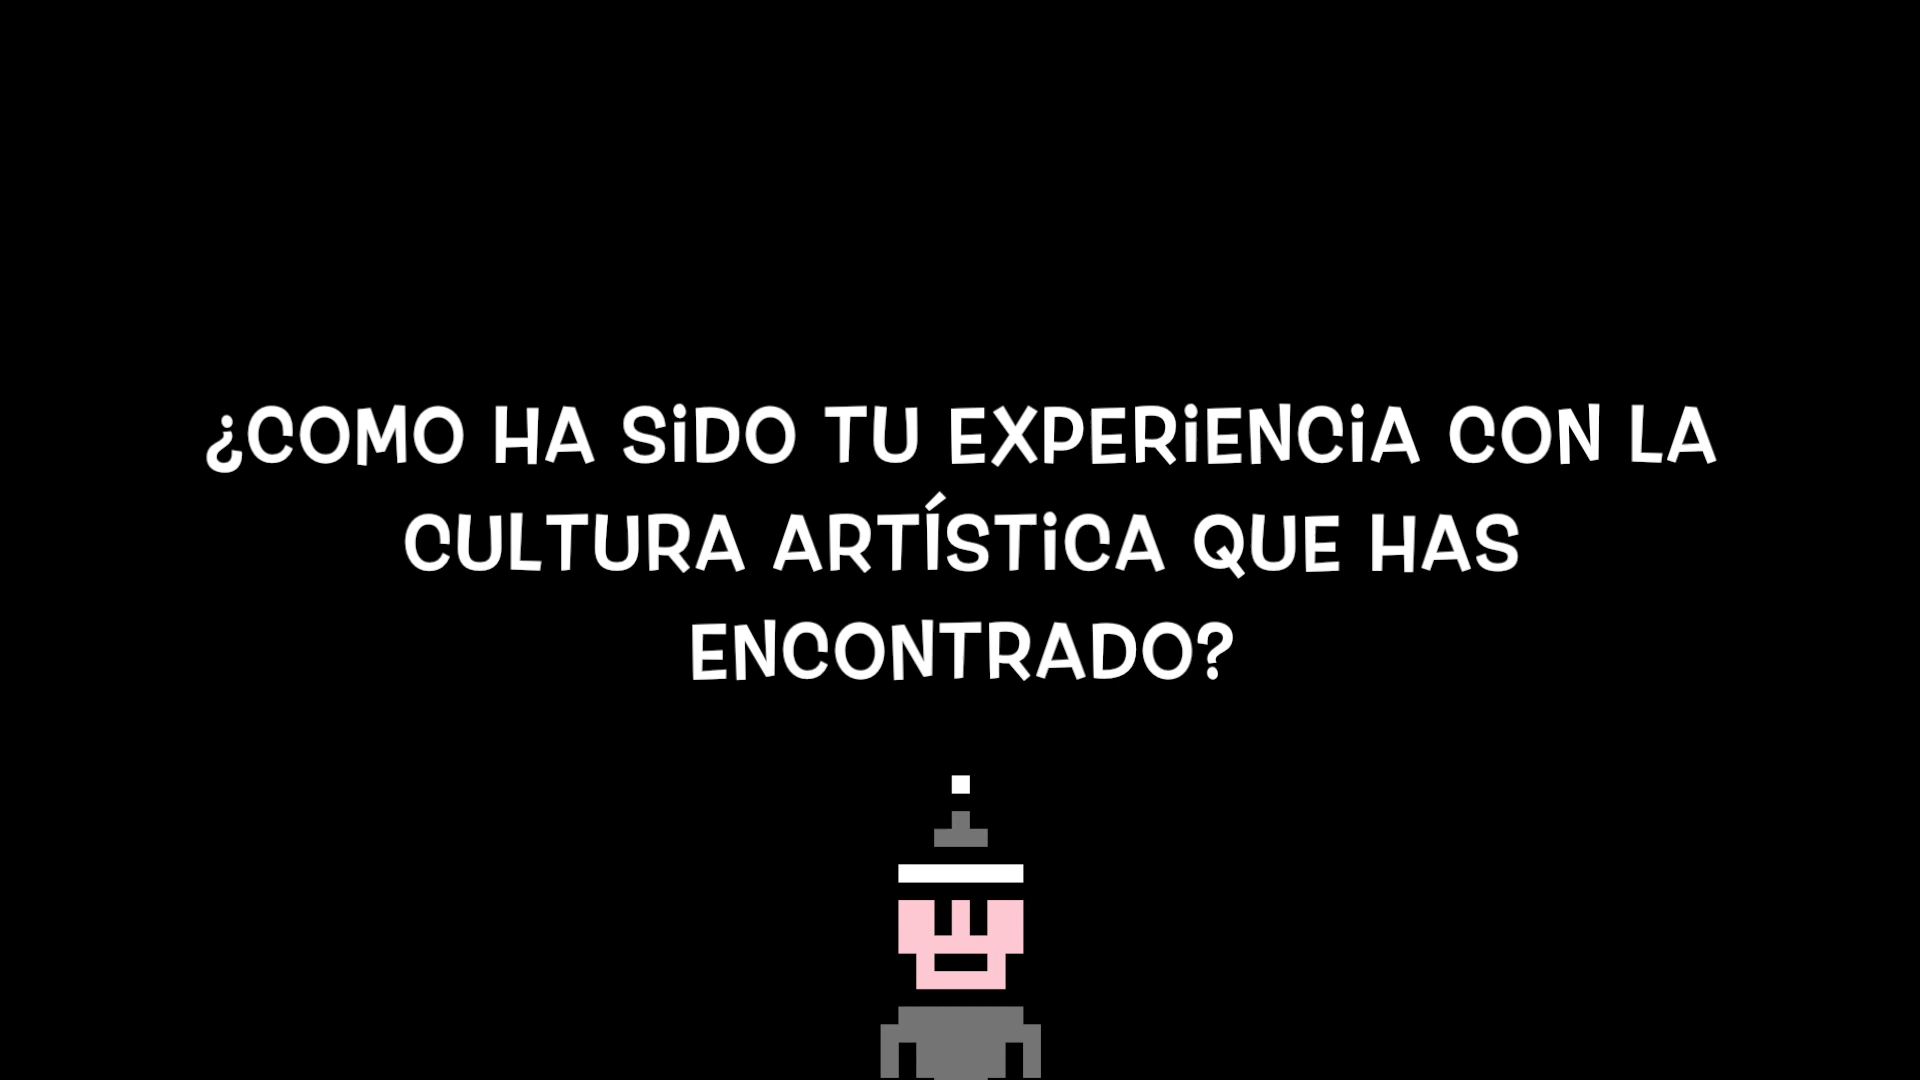 ¿COMO HA SiDO TU EXPERiENCiA CON LA
CULTURA ARTÍSTiCA QUE HAS
ENCONTRADO?